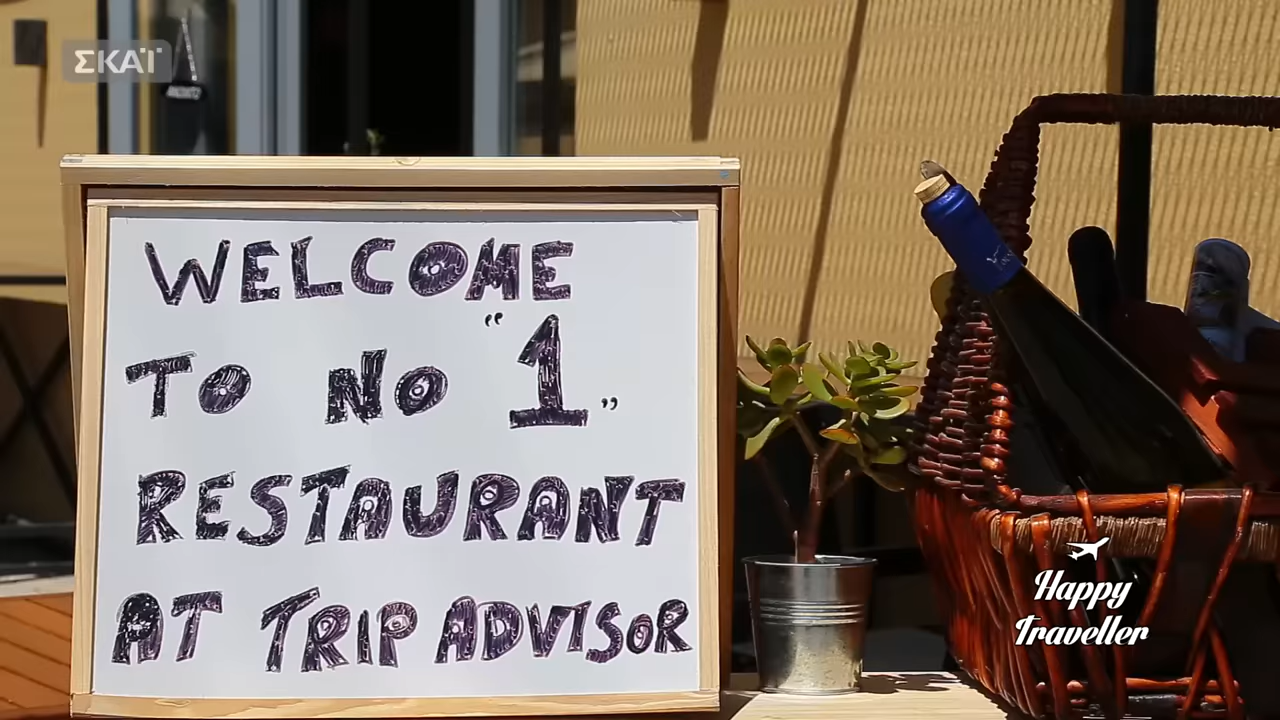 ΣΚΑΪ
WELCOME
TO NO "1"
RESTAURANT
AT TRIP ADVISOR
Happy
Traveller